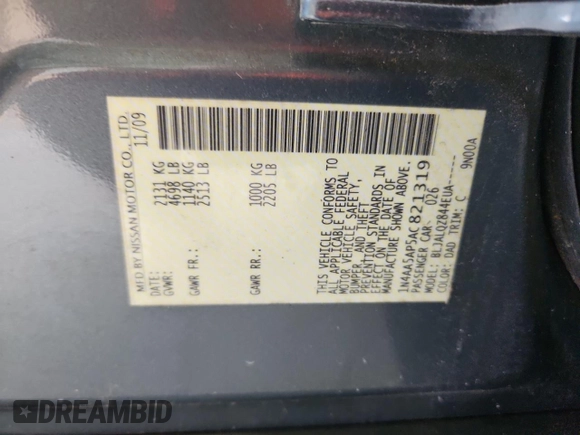 MFD BY NISSAN MOTOR CO., LTD.
11/09
GVWR: 2131 KG
4698 LB
GAWR FR: 1140 KG
2513 LB
GAWR RR: 1000 KG
2205 LB
THIS VEHICLE CONFORMS TO
ALL APPLICABLE FEDERAL
MOTOR VEHICLE SAFETY,
BUMPER, AND THEFT
PREVENTION STANDARDS IN
EFFECT ON THE DATE OF
MANUFACTURE SHOWN ABOVE.
1N4AA5AP5AC821319
PASSENGER CAR: D26
MODEL: BLJALQZ844EUA-----
COLOR: DAD TRIM: C
9N00A
DREAMBID